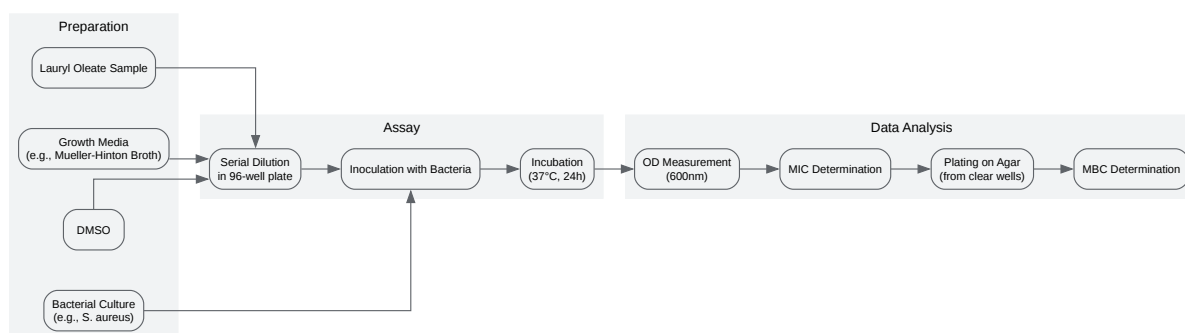 Preparation
Lauryl Oleate Sample
Growth Media
(e.g., Mueller-Hinton Broth)
DMSO
Bacterial Culture
(e.g., S. aureus)
Assay
Serial Dilution
in 96-well plate
Inoculation with Bacteria
Incubation
(37°C, 24h)
Data Analysis
OD Measurement
(600nm)
MIC Determination
Plating on Agar
(from clear wells)
MBC Determination